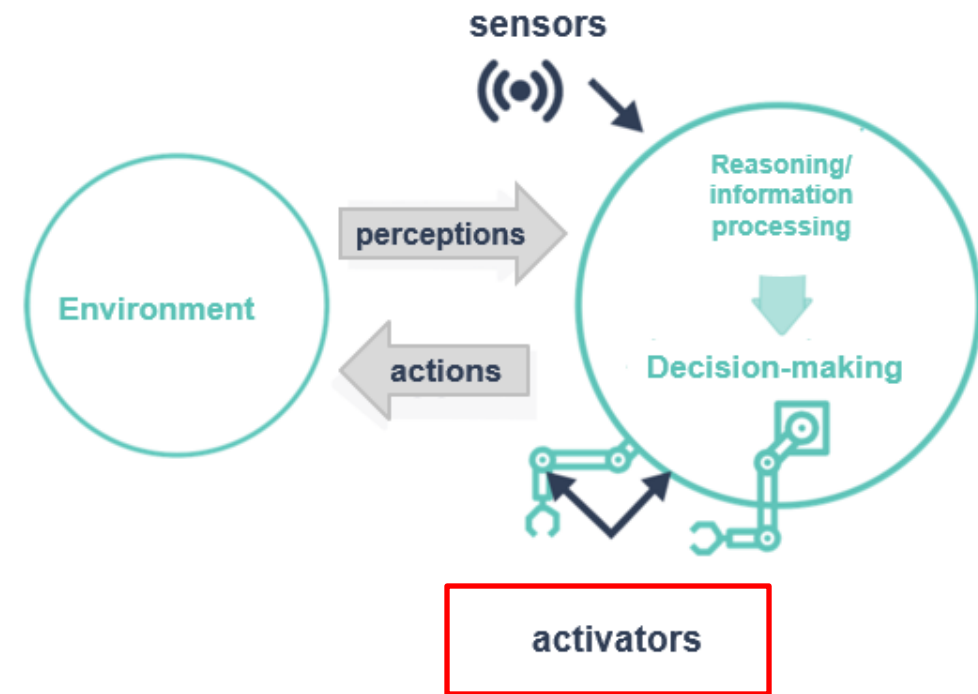 sensors
Reasoning/
information
processing
perceptions
Environment
actions
Decision-making
activators